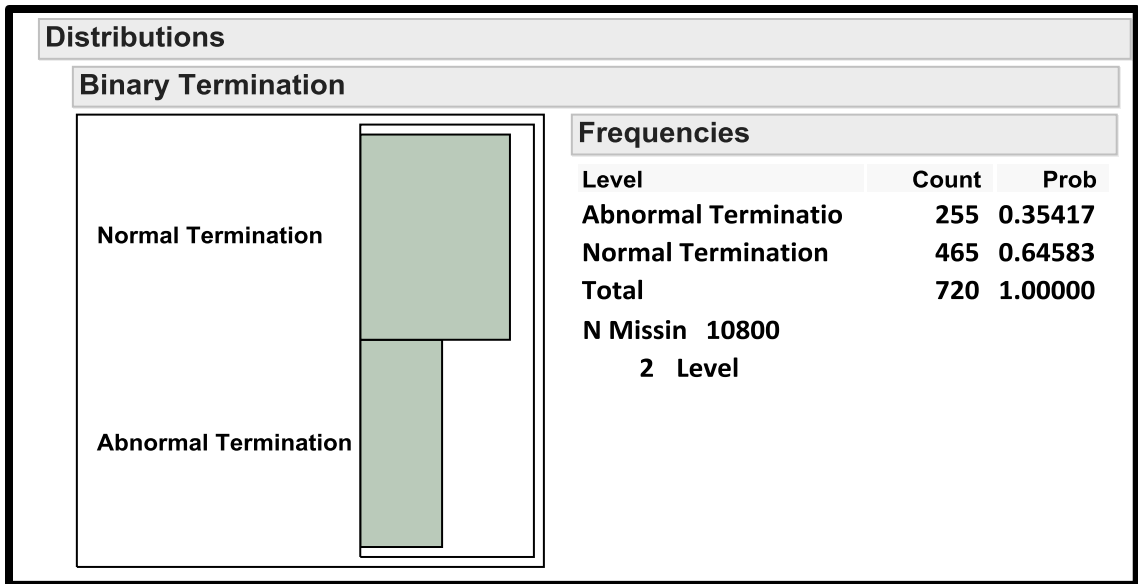 Distributions
Binary Termination
Normal Termination
Abnormal Termination
Frequencies
Level Count Prob
Abnormal Terminatio 255 0.35417
Normal Termination 465 0.64583
Total 720 1.00000
N Missin 10800
2 Level